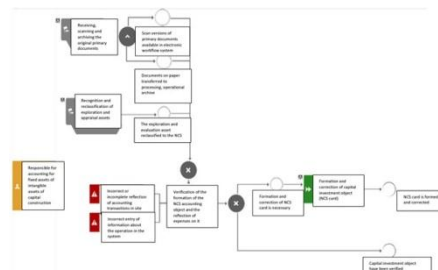 Receiving,
scanning and
archiving the
original primary
documents
Scan versions of
primary documents
available in electronic
workflow system
Documents on paper
transferred to
processing, operational
archive
Recognition and
reclassification of
exploration and
appraisal assets
The exploration and
evaluation asset
reclassified to the NCS
Responsible for
accounting for
fixed assets of
intangible
assets of
capital
construction
Incorrect or
incomplete reflection
of accounting
transactions in site
Incorrect entry of
information about
the operation in the
system
Verification of the
formation of the
NCS accounting
object and the
reflection of
expenses on it
Formation and
correction of NCS
card is necessary
Formation and
correction of capital
investment object
(NCS card)
NCS card is formed
and corrected
Capital investment object
have been verified